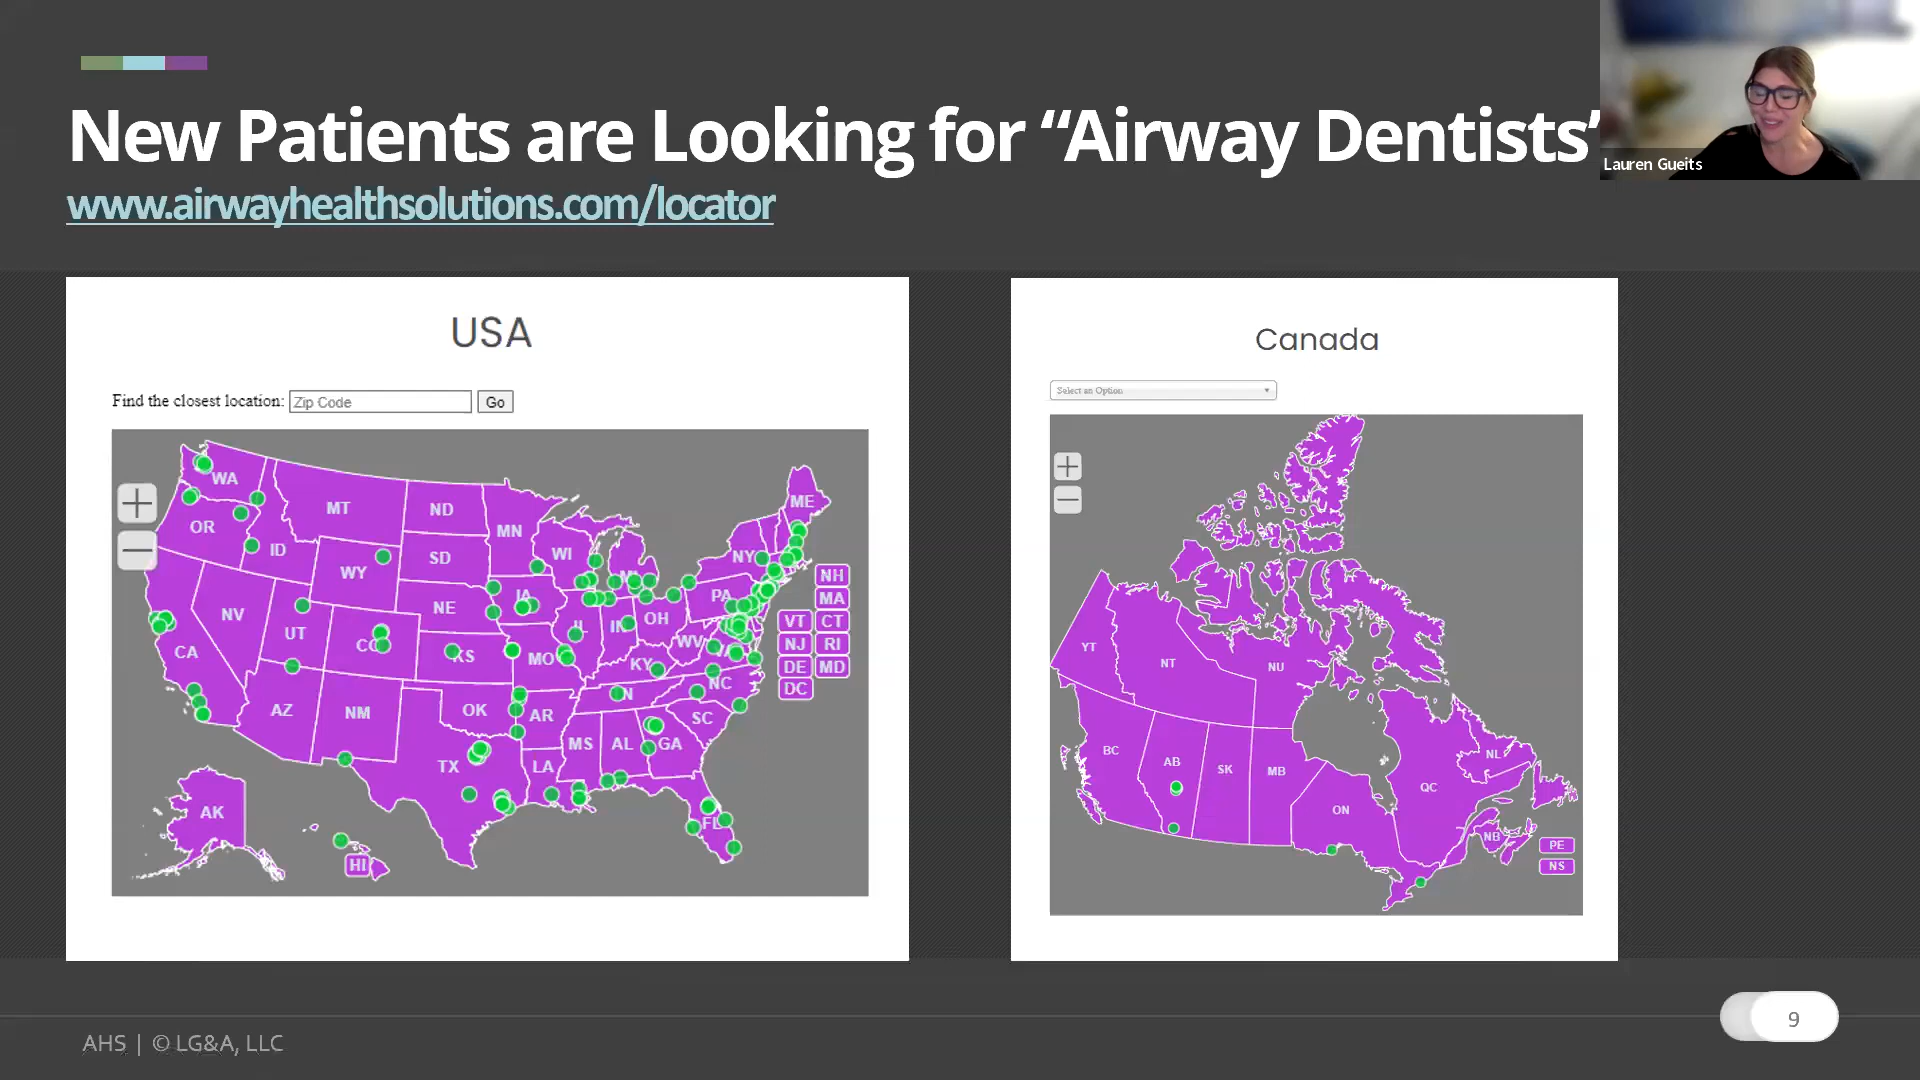 New Patients are Looking for “Airway Dentists”
www.airwayhealthsolutions.com/locator
Lauren Gueits
USA
Find the closest location: Zip Code Go
WA
OR
ID
MT
ND
MN
WI
ME
NY
WY
SD
NE
IA
PA
OH
NV
UT
CA
KS
MO
IL
KY
WV
VA
NC
AZ
NM
OK
AR
SC
TX
LA
MS
AL
GA
FL
AK
HI
NH
MA
VT CT
NJ RI
DE MD
DC
Canada
Select an Option
YT
NT
NU
BC
AB
SK
MB
ON
QC
NL
NB
PE
NS
AHS | © LG&A, LLC
9